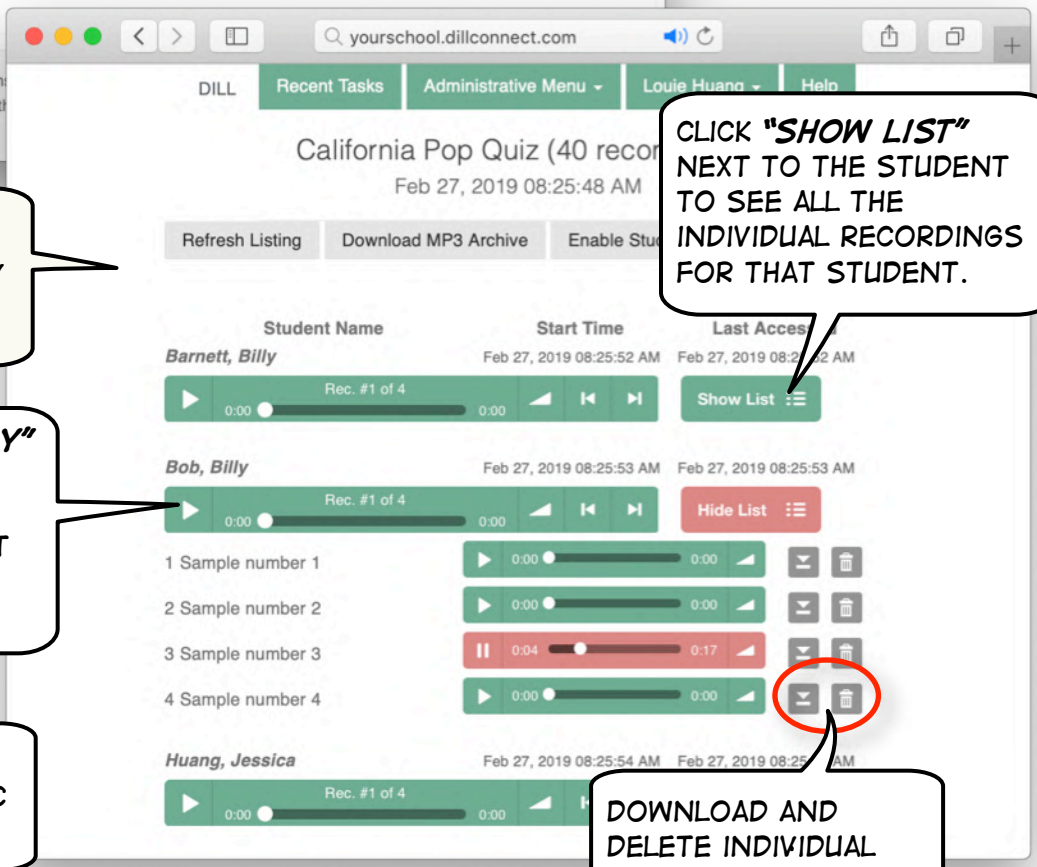 yourschool.dillconnect.com
DILL
Recent Tasks
Administrative Menu
Louie Huang
Help
California Pop Quiz (40 recor
Feb 27, 2019 08:25:48 AM
Refresh Listing
Download MP3 Archive
Enable Stu
CLICK "SHOW LIST"
NEXT TO THE STUDENT
TO SEE ALL THE
INDIVIDUAL RECORDINGS
FOR THAT STUDENT.
Student Name
Start Time
Last
Barnett, Billy
Feb 27, 2019 08:25:52 AM
Feb 27, 2019 AM
Rec. #1 of 4
0:00
0:00
Show List
Y"
Bob, Billy
Feb 27, 2019 08:25:53 AM
Feb 27, 2019 08:25:53 AM
Rec. #1 of 4
0:00
0:00
Hide List
1 Sample number 1
0:00
0:00
2 Sample number 2
0:00
0:00
3 Sample number 3
0:04
0:17
4 Sample number 4
0:00
0:00
Huang, Jessica
Feb 27, 2019 08:25:54 AM
Feb 27, 2019 AM
Rec. #1 of 4
0:00
0:00
DOWNLOAD AND
DELETE INDIVIDUAL